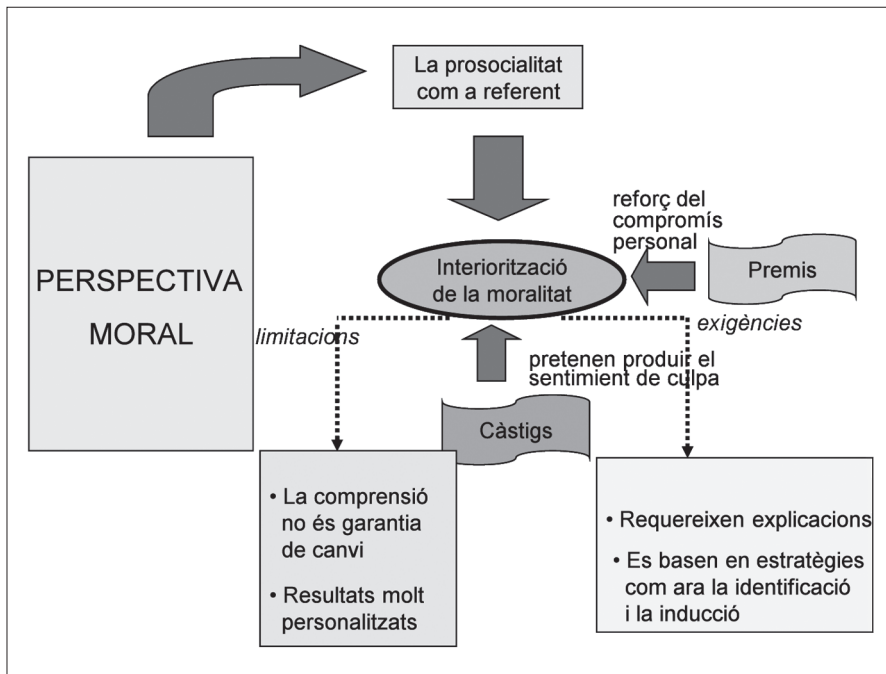 La prosocialitat
com a referent
PERSPECTIVA
MORAL
reforç del
compromís
personal
Premis
Interiorització
de la moralitat
limitacions
exigències
pretenen produir el
sentimient de culpa
Càstigs
• La comprensió
no és garantia
de canvi
• Resultats molt
personalitzats
• Requereixen explicacions
• Es basen en estratègies
com ara la identificació
i la inducció